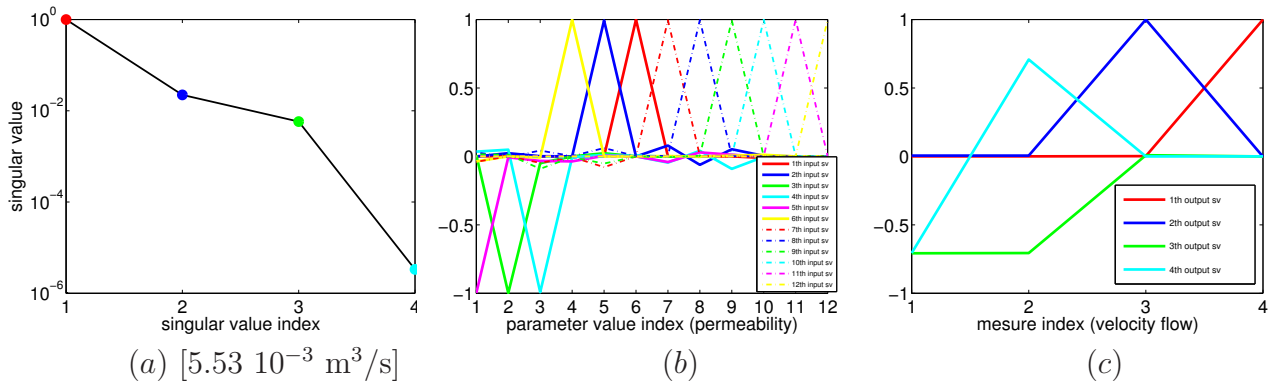 10⁰
10⁻²
10⁻⁴
10⁻⁶
singular value
1 2 3 4
singular value index
(a) [5.53 10⁻³ m³/s]
1
0.5
0
−0.5
−1
1th input sv
2th input sv
3th input sv
4th input sv
5th input sv
6th input sv
7th input sv
8th input sv
9th input sv
10th input sv
11th input sv
12th input sv
1 2 3 4 5 6 7 8 9 10 11 12
parameter value index (permeability)
(b)
1
0.5
0
−0.5
−1
1th output sv
2th output sv
3th output sv
4th output sv
1 2 3 4
mesure index (velocity flow)
(c)